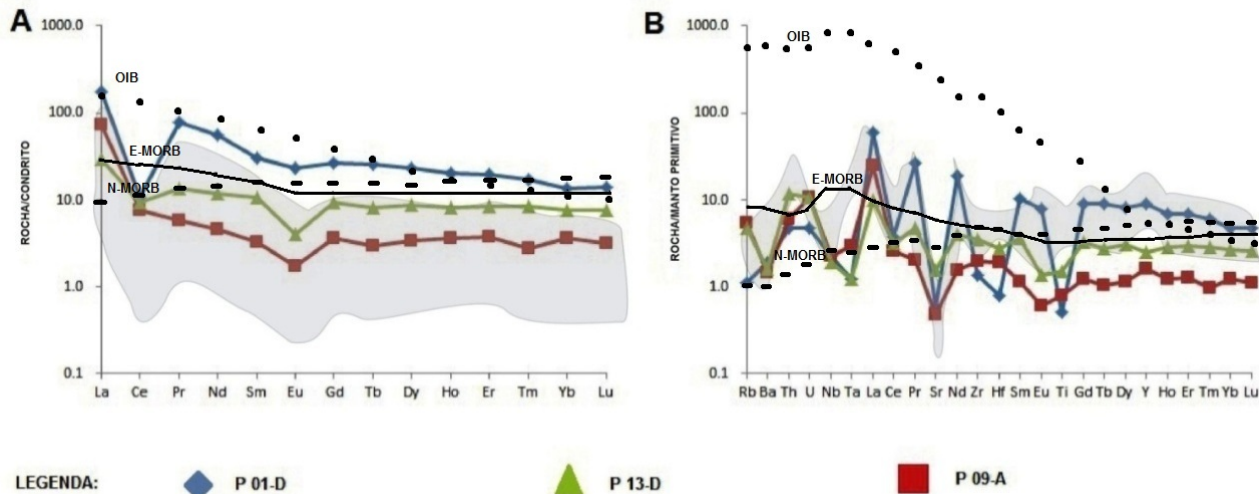 A
B
1000.0
100.0
10.0
1.0
0.1
ROCHA/CONDRITO
OIB
E-MORB
N-MORB
La Ce Pr Nd Sm Eu Gd Tb Dy Ho Er Tm Yb Lu
1000.0
100.0
10.0
1.0
0.1
ROCHA/MANTO PRIMITIVO
OIB
E-MORB
N-MORB
Rb Ba Th U Nb Ta La Ce Pr Sr Nd Zr Hf Sm Eu Ti Gd Tb Dy Y Ho Er Tm Yb Lu
LEGENDA: P 01-D P 13-D P 09-A